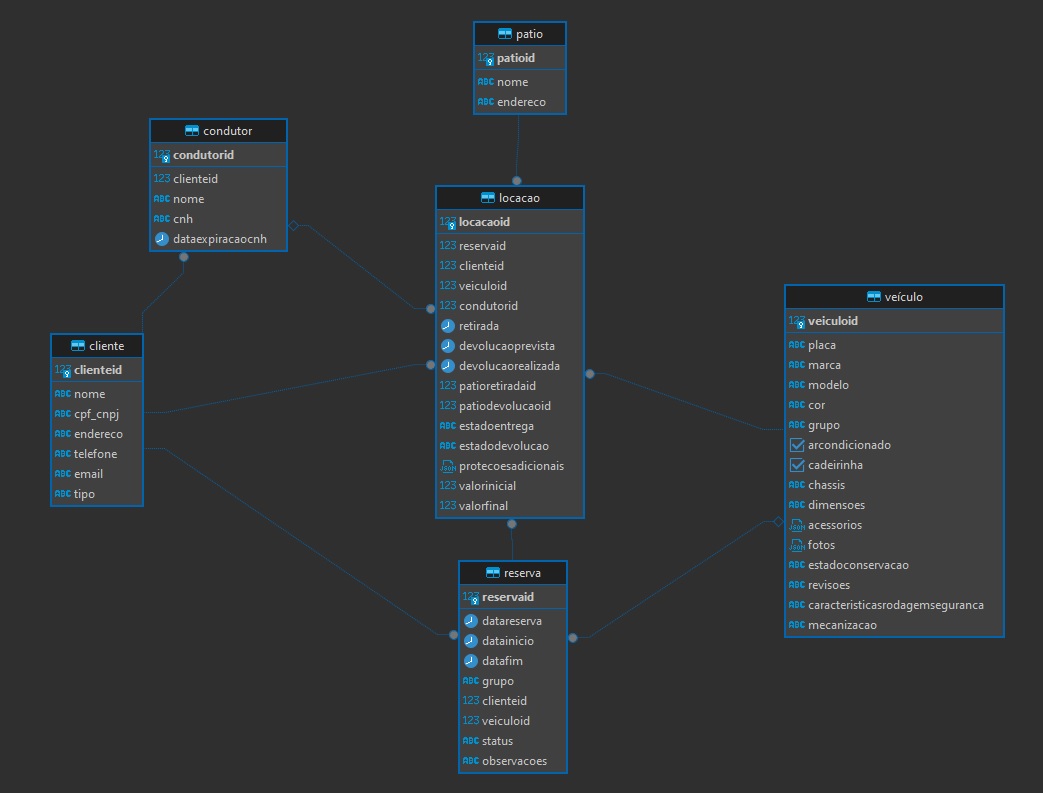 patio
123 patioid
ABC nome
ABC endereco
condutor
123 condutorid
123 clienteid
ABC nome
ABC cnh
dataexpiracaocnh
locacao
123 locacaoid
123 reservaid
123 clienteid
123 veiculoid
123 condutorid
retirada
devolucaoprevista
devolucaorealizada
123 patioretiradaid
123 patiodevolucaoid
ABC estadoentrega
ABC estadodevolucao
JSON protecoesadicionais
123 valorinicial
123 valorfinal
cliente
123 clienteid
ABC nome
ABC cpf_cnpj
ABC endereco
ABC telefone
ABC email
ABC tipo
veículo
123 veiculoid
ABC placa
ABC marca
ABC modelo
ABC cor
ABC grupo
arcondicionado
cadeirinha
ABC chassis
ABC dimensoes
JSON acessorios
JSON fotos
ABC estadoconservacao
ABC revisoes
ABC caracteristicasrodagemseguranca
ABC mecanizacao
reserva
123 reservaid
datareserva
datainicio
datafim
ABC grupo
123 clienteid
123 veiculoid
ABC status
ABC observacoes